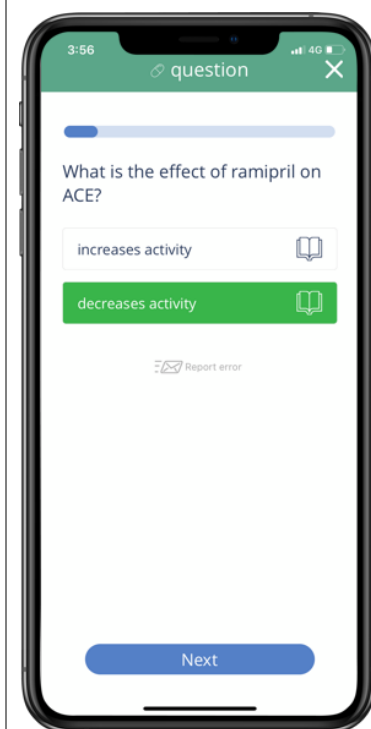 3:56
4G
question
What is the effect of ramipril on
ACE?
increases activity
decreases activity
Report error
Next